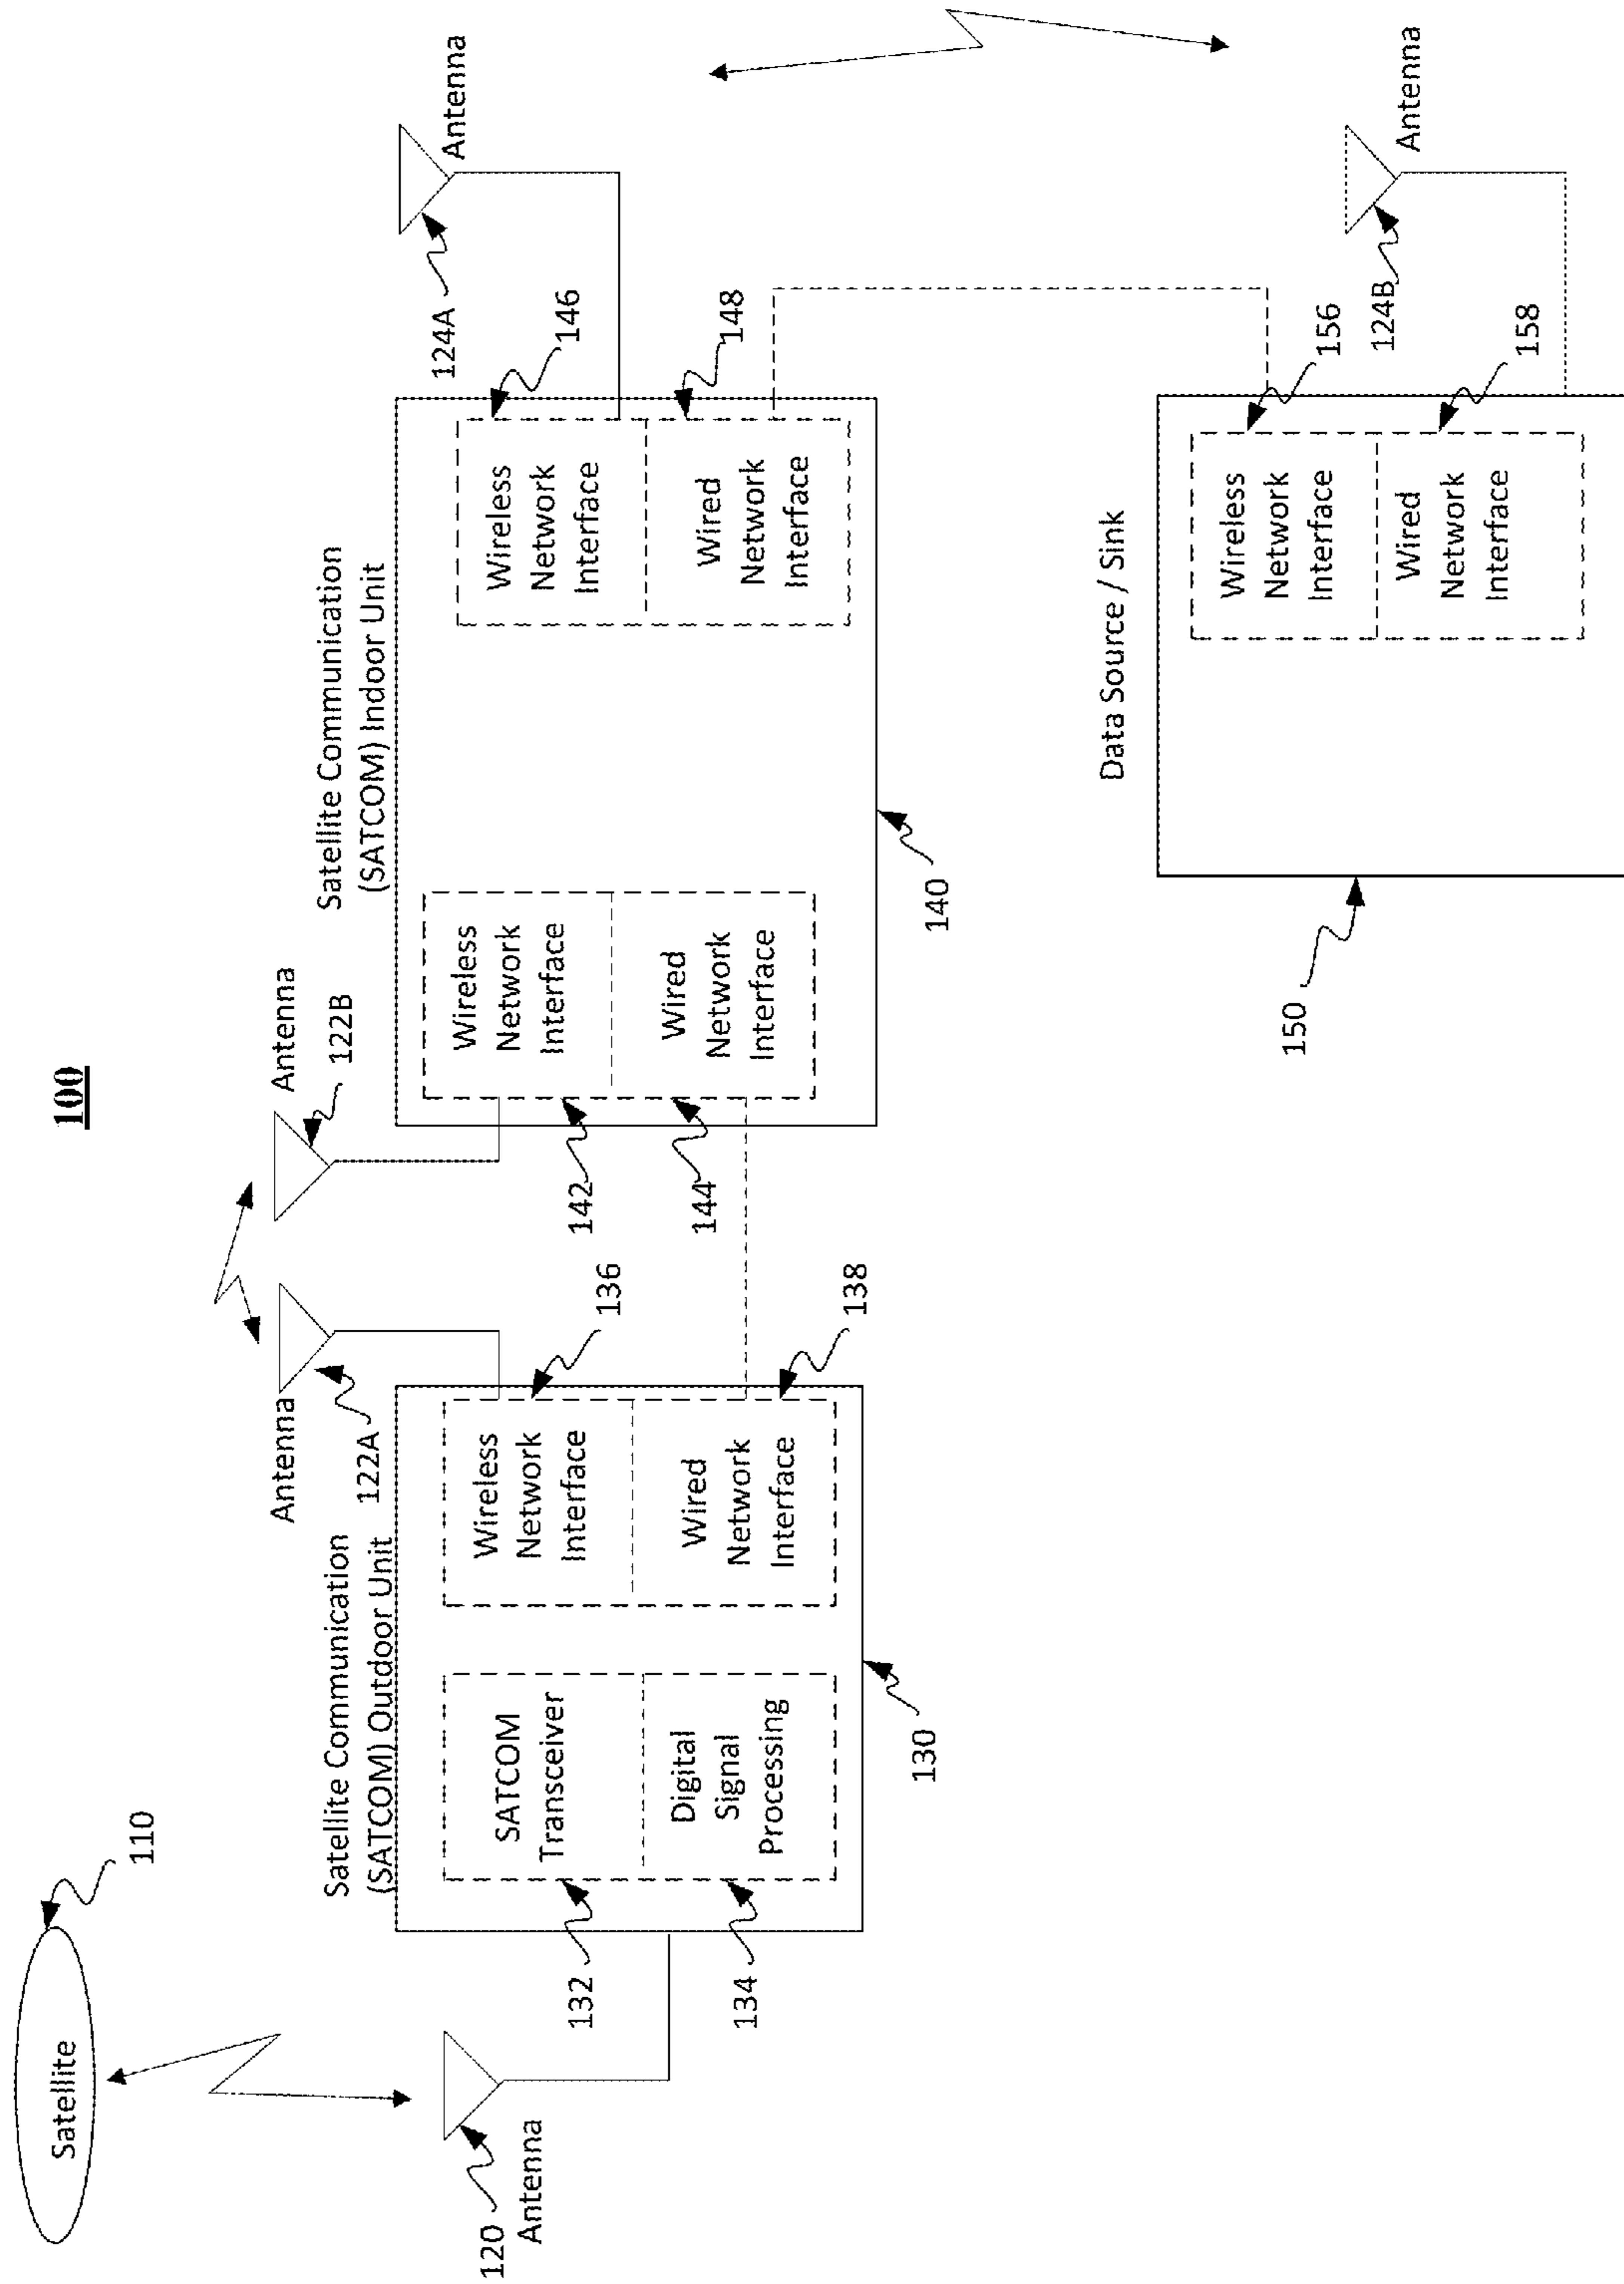 100
Satellite
110
120
Antenna
Satellite Communication
(SATCOM) Outdoor Unit
132
SATCOM
Transceiver
134
Digital
Signal
Processing
Wireless
Network
Interface
136
Wired
Network
Interface
138
130
Antenna
122A
Antenna
122B
Satellite Communication
(SATCOM) Indoor Unit
142
Wireless
Network
Interface
144
Wired
Network
Interface
Wireless
Network
Interface
146
Wired
Network
Interface
148
140
124A
Antenna
Data Source / Sink
150
Wireless
Network
Interface
156
Wired
Network
Interface
158
124B
Antenna